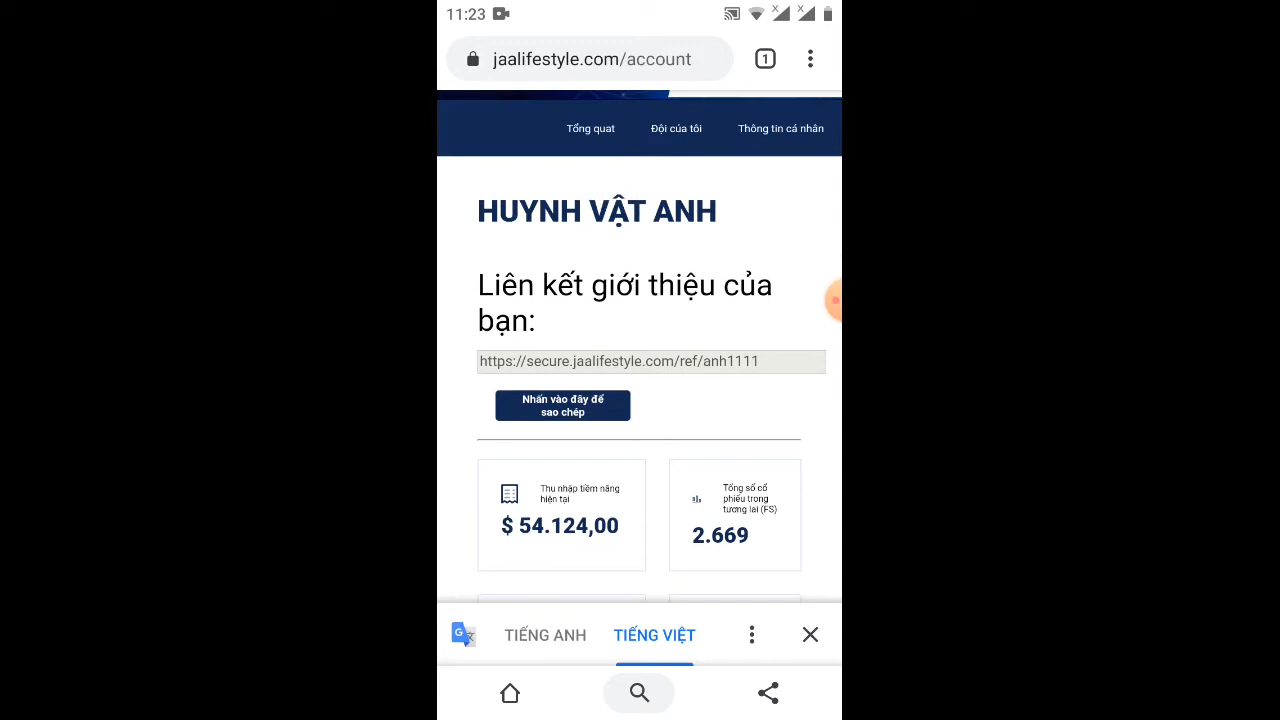 11:23
jaalifestyle.com/account
1
Tổng quat Đội của tôi Thông tin cá nhân
HUYNH VẬT ANH
Liên kết giới thiệu của
bạn:
https://secure.jaalifestyle.com/ref/anh1111
Nhấn vào đây để
sao chép
Thu nhập tiềm năng
hiện tại
$ 54.124,00
Tổng số cổ
phiếu trong
tương lai (FS)
2.669
TIẾNG ANH TIẾNG VIỆT